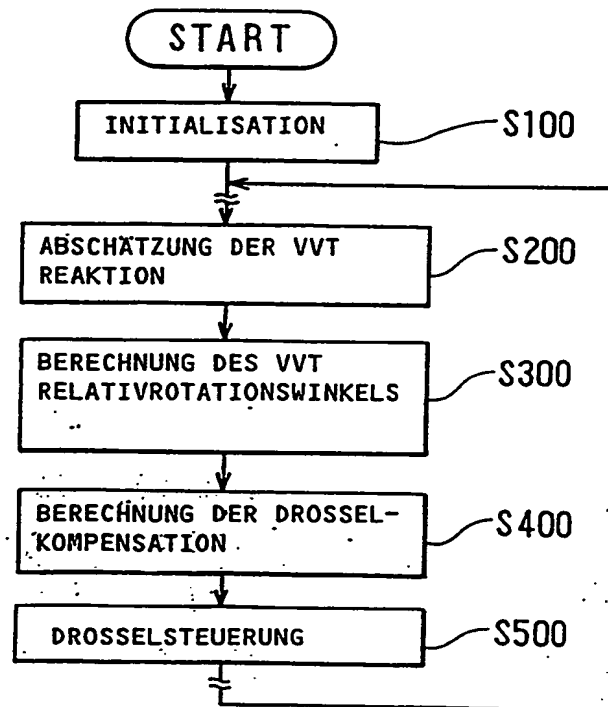 START
INITIALISATION
S100
ABSCHÄTZUNG DER VVT
REAKTION
S200
BERECHNUNG DES VVT
RELATIVROTATIONSWINKELS
S300
BERECHNUNG DER DROSSEL-
KOMPENSATION
S400
DROSSELSTEUERUNG
S500